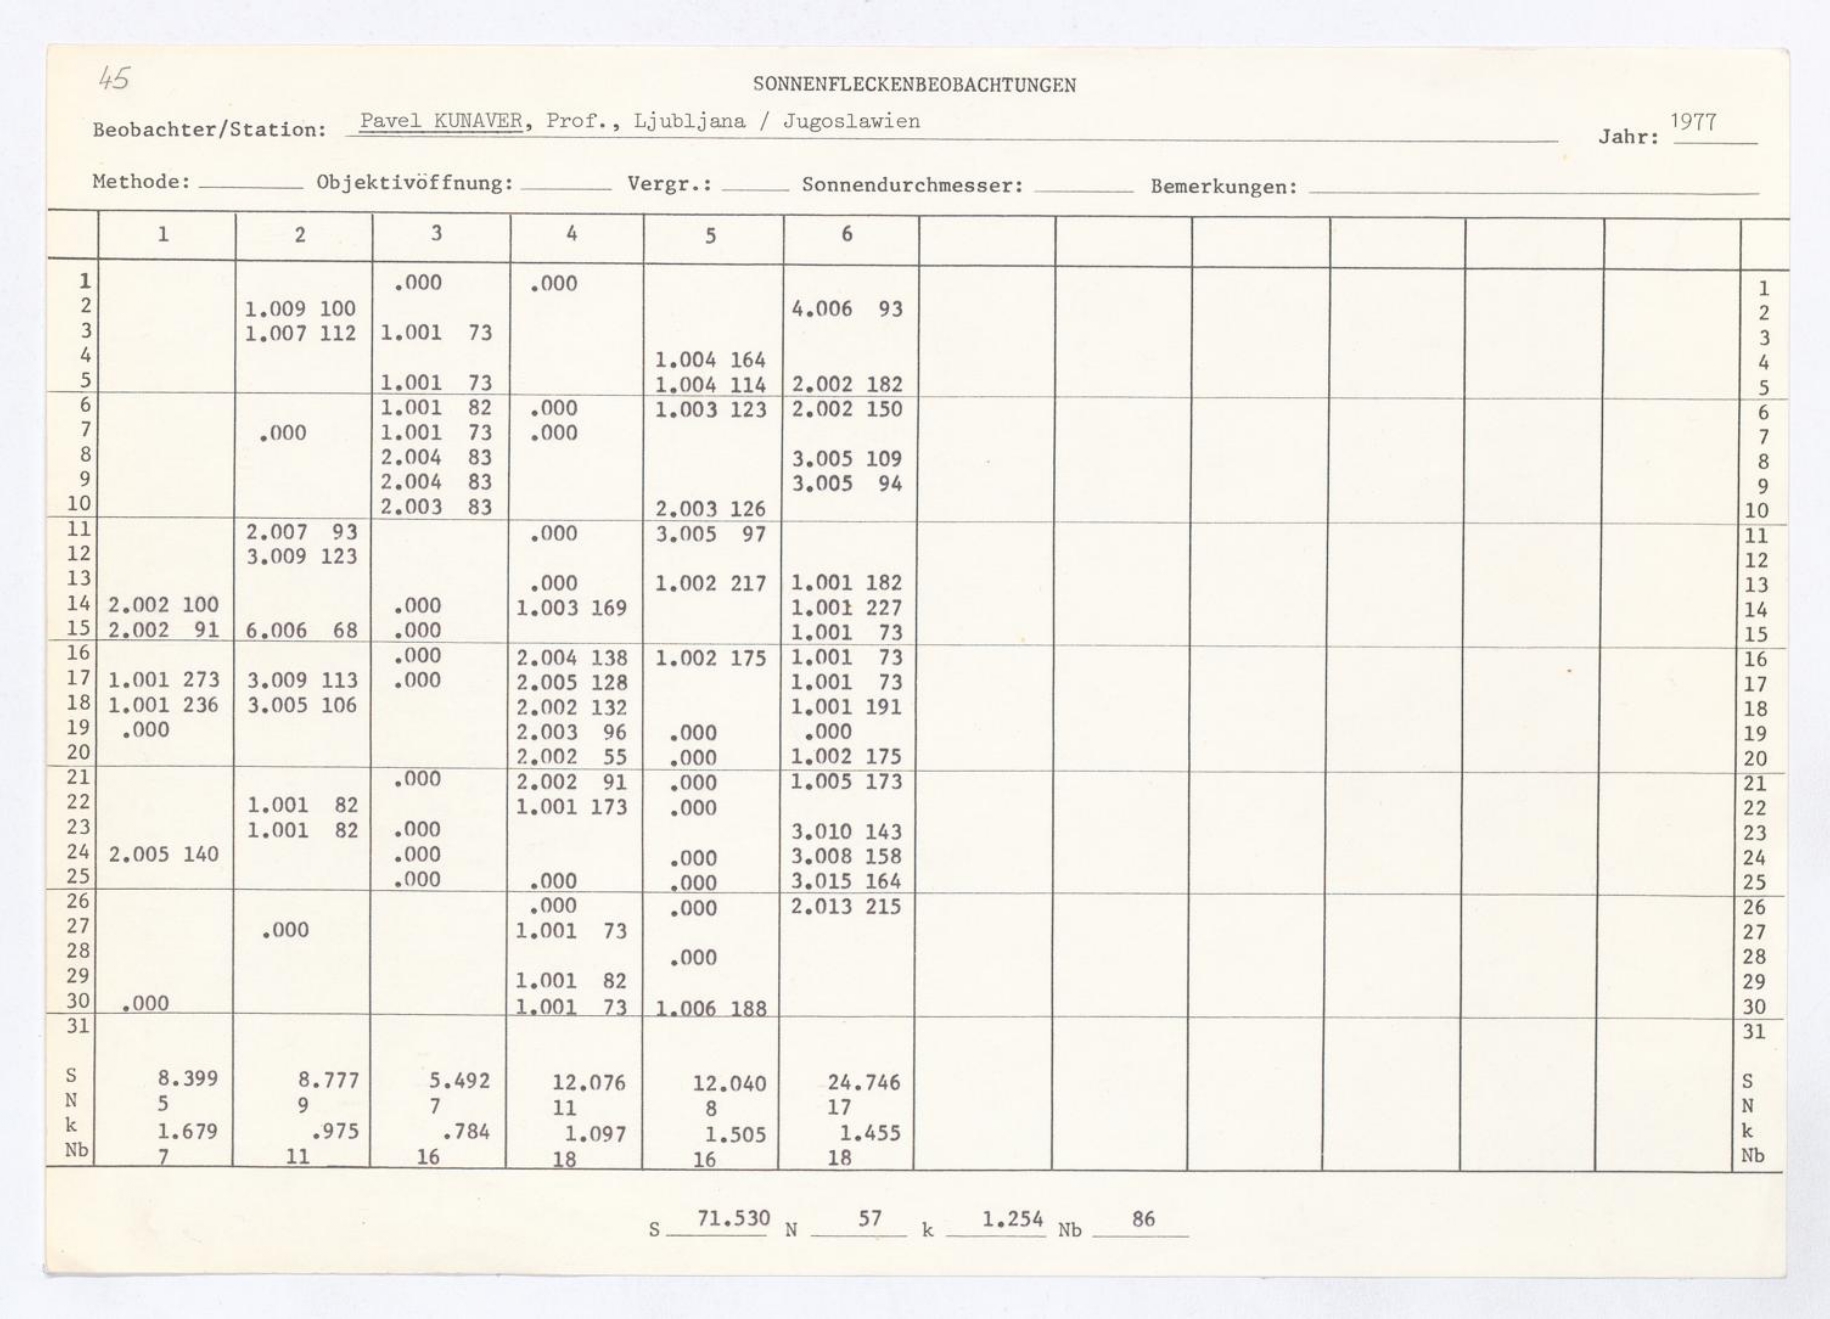 45
SONNENFLECKENBEOBACHTUNGEN
Beobachter/Station: Pavel KUNAVER, Prof., Ljubljana / Jugoslawien Jahr: 1977
Methode: Objektivöffnung: Vergr.: Sonnendurchmesser: Bemerkungen:
1 2 3 4 5 6
1 .000 .000 1
2 1.009 100 4.006 93 2
3 1.007 112 1.001 73 3
4 1.004 164 4
5 1.001 73 1.004 114 2.002 182 5
6 1.001 82 .000 1.003 123 2.002 150 6
7 .000 1.001 73 .000 7
8 2.004 83 3.005 109 8
9 2.004 83 3.005 94 9
10 2.003 83 2.003 126 10
11 2.007 93 .000 3.005 97 11
12 3.009 123 12
13 .000 1.002 217 1.001 182 13
14 2.002 100 .000 1.003 169 1.001 227 14
15 2.002 91 6.006 68 .000 1.001 73 15
16 .000 2.004 138 1.002 175 1.001 73 16
17 1.001 273 3.009 113 .000 2.005 128 1.001 73 17
18 1.001 236 3.005 106 2.002 132 1.001 191 18
19 .000 2.003 96 .000 .000 19
20 2.002 55 .000 1.002 175 20
21 .000 2.002 91 .000 1.005 173 21
22 1.001 82 1.001 173 .000 22
23 1.001 82 .000 3.010 143 23
24 2.005 140 .000 .000 3.008 158 24
25 .000 .000 .000 3.015 164 25
26 .000 .000 2.013 215 26
27 .000 1.001 73 27
28 .000 28
29 1.001 82 29
30 .000 1.001 73 1.006 188 30
31 31
S 8.399 8.777 5.492 12.076 12.040 24.746 S
N 5 9 7 11 8 17 N
k 1.679 .975 .784 1.097 1.505 1.455 k
Nb 7 11 16 18 16 18 Nb
S 71.530 N 57 k 1.254 Nb 86